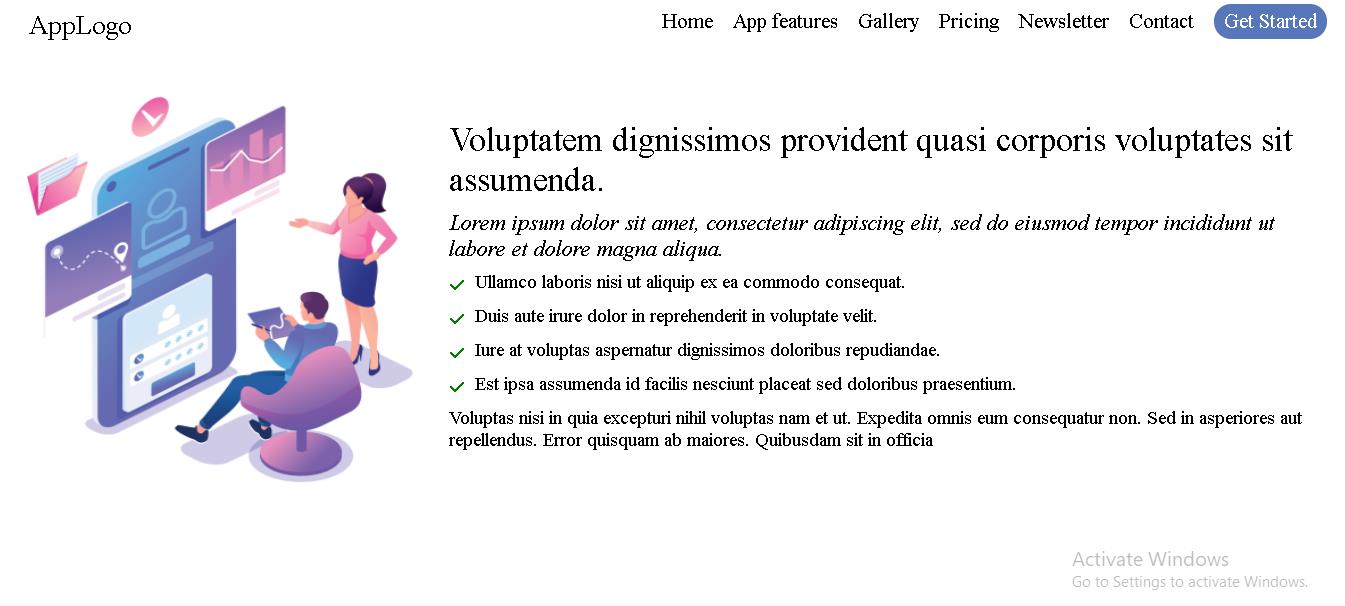 AppLogo
Home App features Gallery Pricing Newsletter Contact Get Started
Voluptatem dignissimos provident quasi corporis voluptates sit
assumenda.
Lorem ipsum dolor sit amet, consectetur adipiscing elit, sed do eiusmod tempor incididunt ut
labore et dolore magna aliqua.
Ullamco laboris nisi ut aliquip ex ea commodo consequat.
Duis aute irure dolor in reprehenderit in voluptate velit.
Iure at voluptas aspernatur dignissimos doloribus repudiandae.
Est ipsa assumenda id facilis nesciunt placeat sed doloribus praesentium.
Voluptas nisi in quia excepturi nihil voluptas nam et ut. Expedita omnis eum consequatur non. Sed in asperiores aut
repellendus. Error quisquam ab maiores. Quibusdam sit in officia
Activate Windows
Go to Settings to activate Windows.